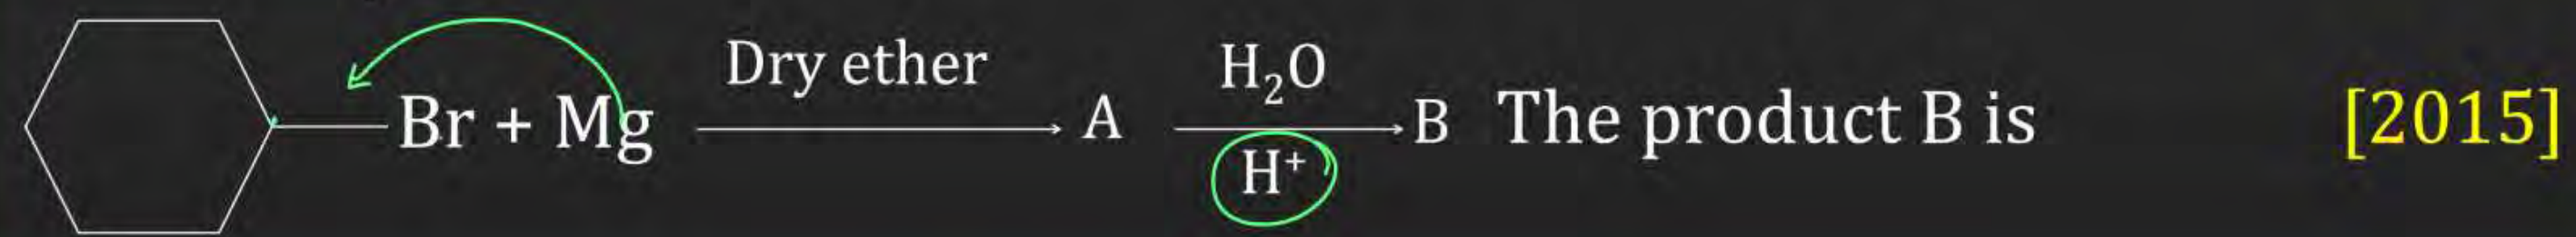 Br + Mg Dry ether A H₂O H⁺ B The product B is [2015]